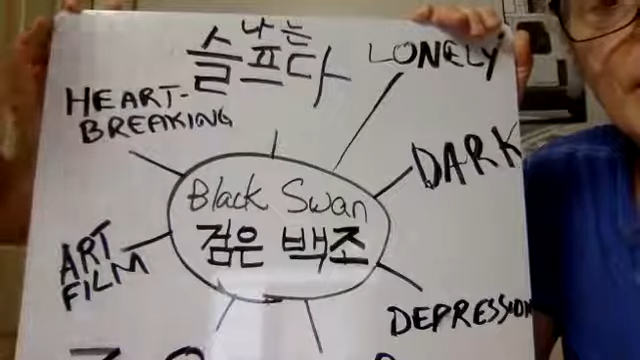 나는
슬프다
LONELY
HEART-
BREAKING
DARK
Black Swan
검은 백조
ART
FILM
DEPRESSION